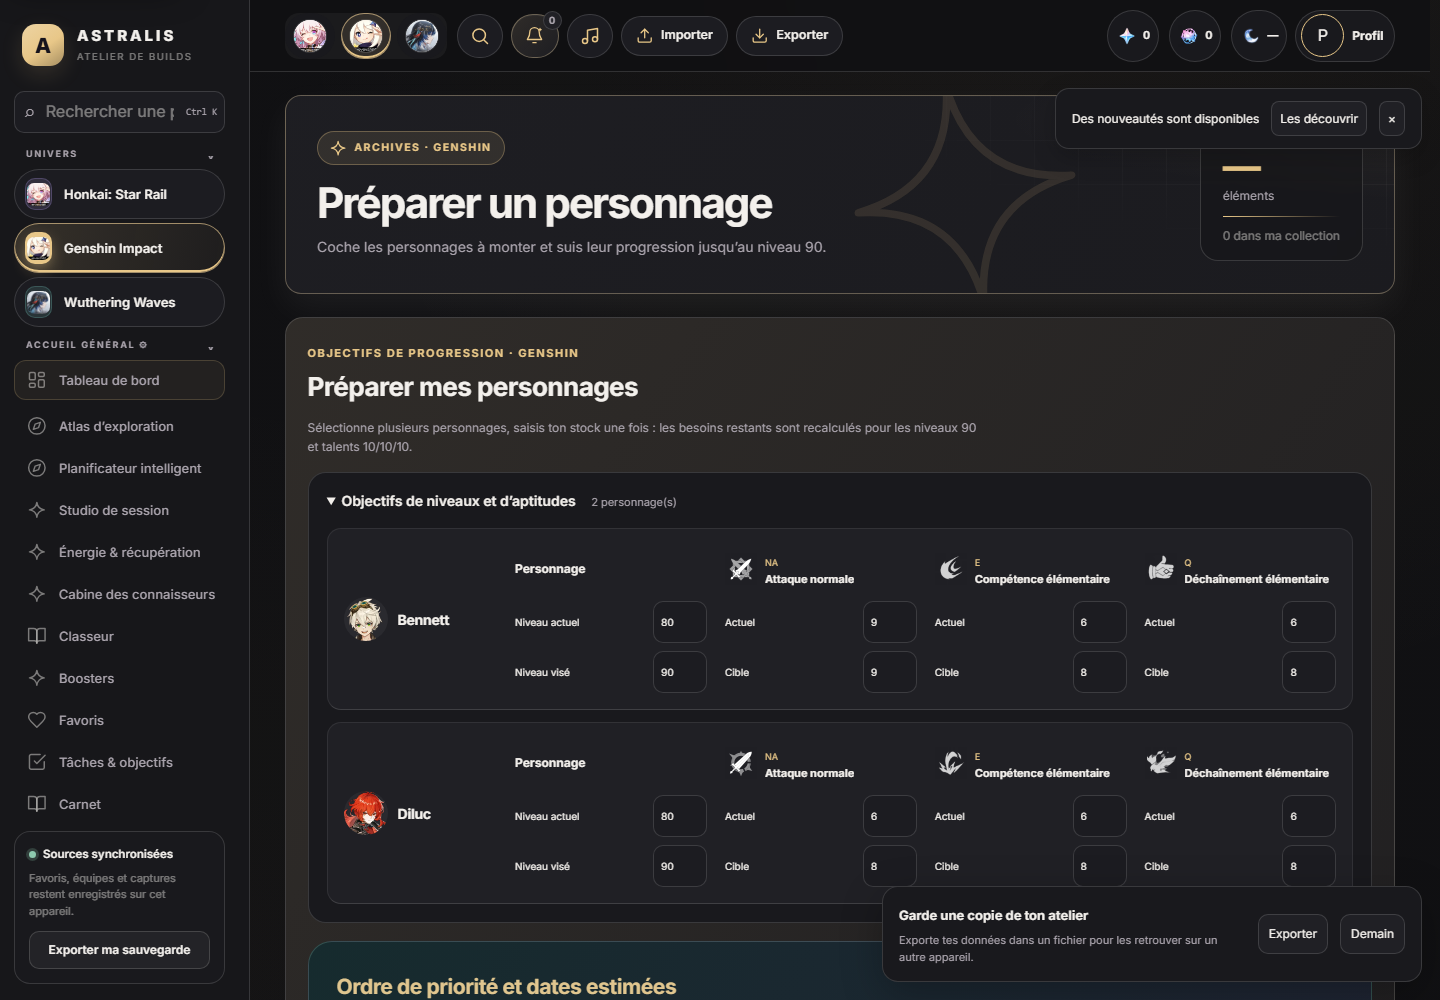 A
ASTRALIS
ATELIER DE BUILDS
Ctrl K
UNIVERS
Honkai: Star Rail
Genshin Impact
Wuthering Waves
ACCUEIL GÉNÉRAL
Tableau de bord
Atlas d’exploration
Planificateur intelligent
Studio de session
Énergie & récupération
Cabine des connaisseurs
Classeur
Boosters
Favoris
Tâches & objectifs
Carnet
Sources synchronisées
Favoris, équipes et captures
restent enregistrés sur cet
appareil.
Exporter ma sauvegarde
Rechercher une
0
Importer
Exporter
0
0
—
P
Profil
Des nouveautés sont disponibles
Les découvrir
×
ARCHIVES · GENSHIN
Préparer un personnage
Coche les personnages à monter et suis leur progression jusqu’au niveau 90.
—
éléments
0 dans ma collection
OBJECTIFS DE PROGRESSION · GENSHIN
Préparer mes personnages
Sélectionne plusieurs personnages, saisis ton stock une fois : les besoins restants sont recalculés pour les niveaux 90
et talents 10/10/10.
▼ Objectifs de niveaux et d’aptitudes 2 personnage(s)
Bennett
Personnage
NA
Attaque normale
E
Compétence élémentaire
Q
Déchaînement élémentaire
Niveau actuel 80 Actuel 9 Actuel 6 Actuel 6
Niveau visé 90 Cible 9 Cible 8 Cible 8
Diluc
Personnage
NA
Attaque normale
E
Compétence élémentaire
Q
Déchaînement élémentaire
Niveau actuel 80 Actuel 6 Actuel 6 Actuel 6
Niveau visé 90 Cible 8 Cible 8 Cible 8
Ordre de priorité et dates estimées
Garde une copie de ton atelier
Exporte tes données dans un fichier pour les retrouver sur un
autre appareil.
Exporter
Demain